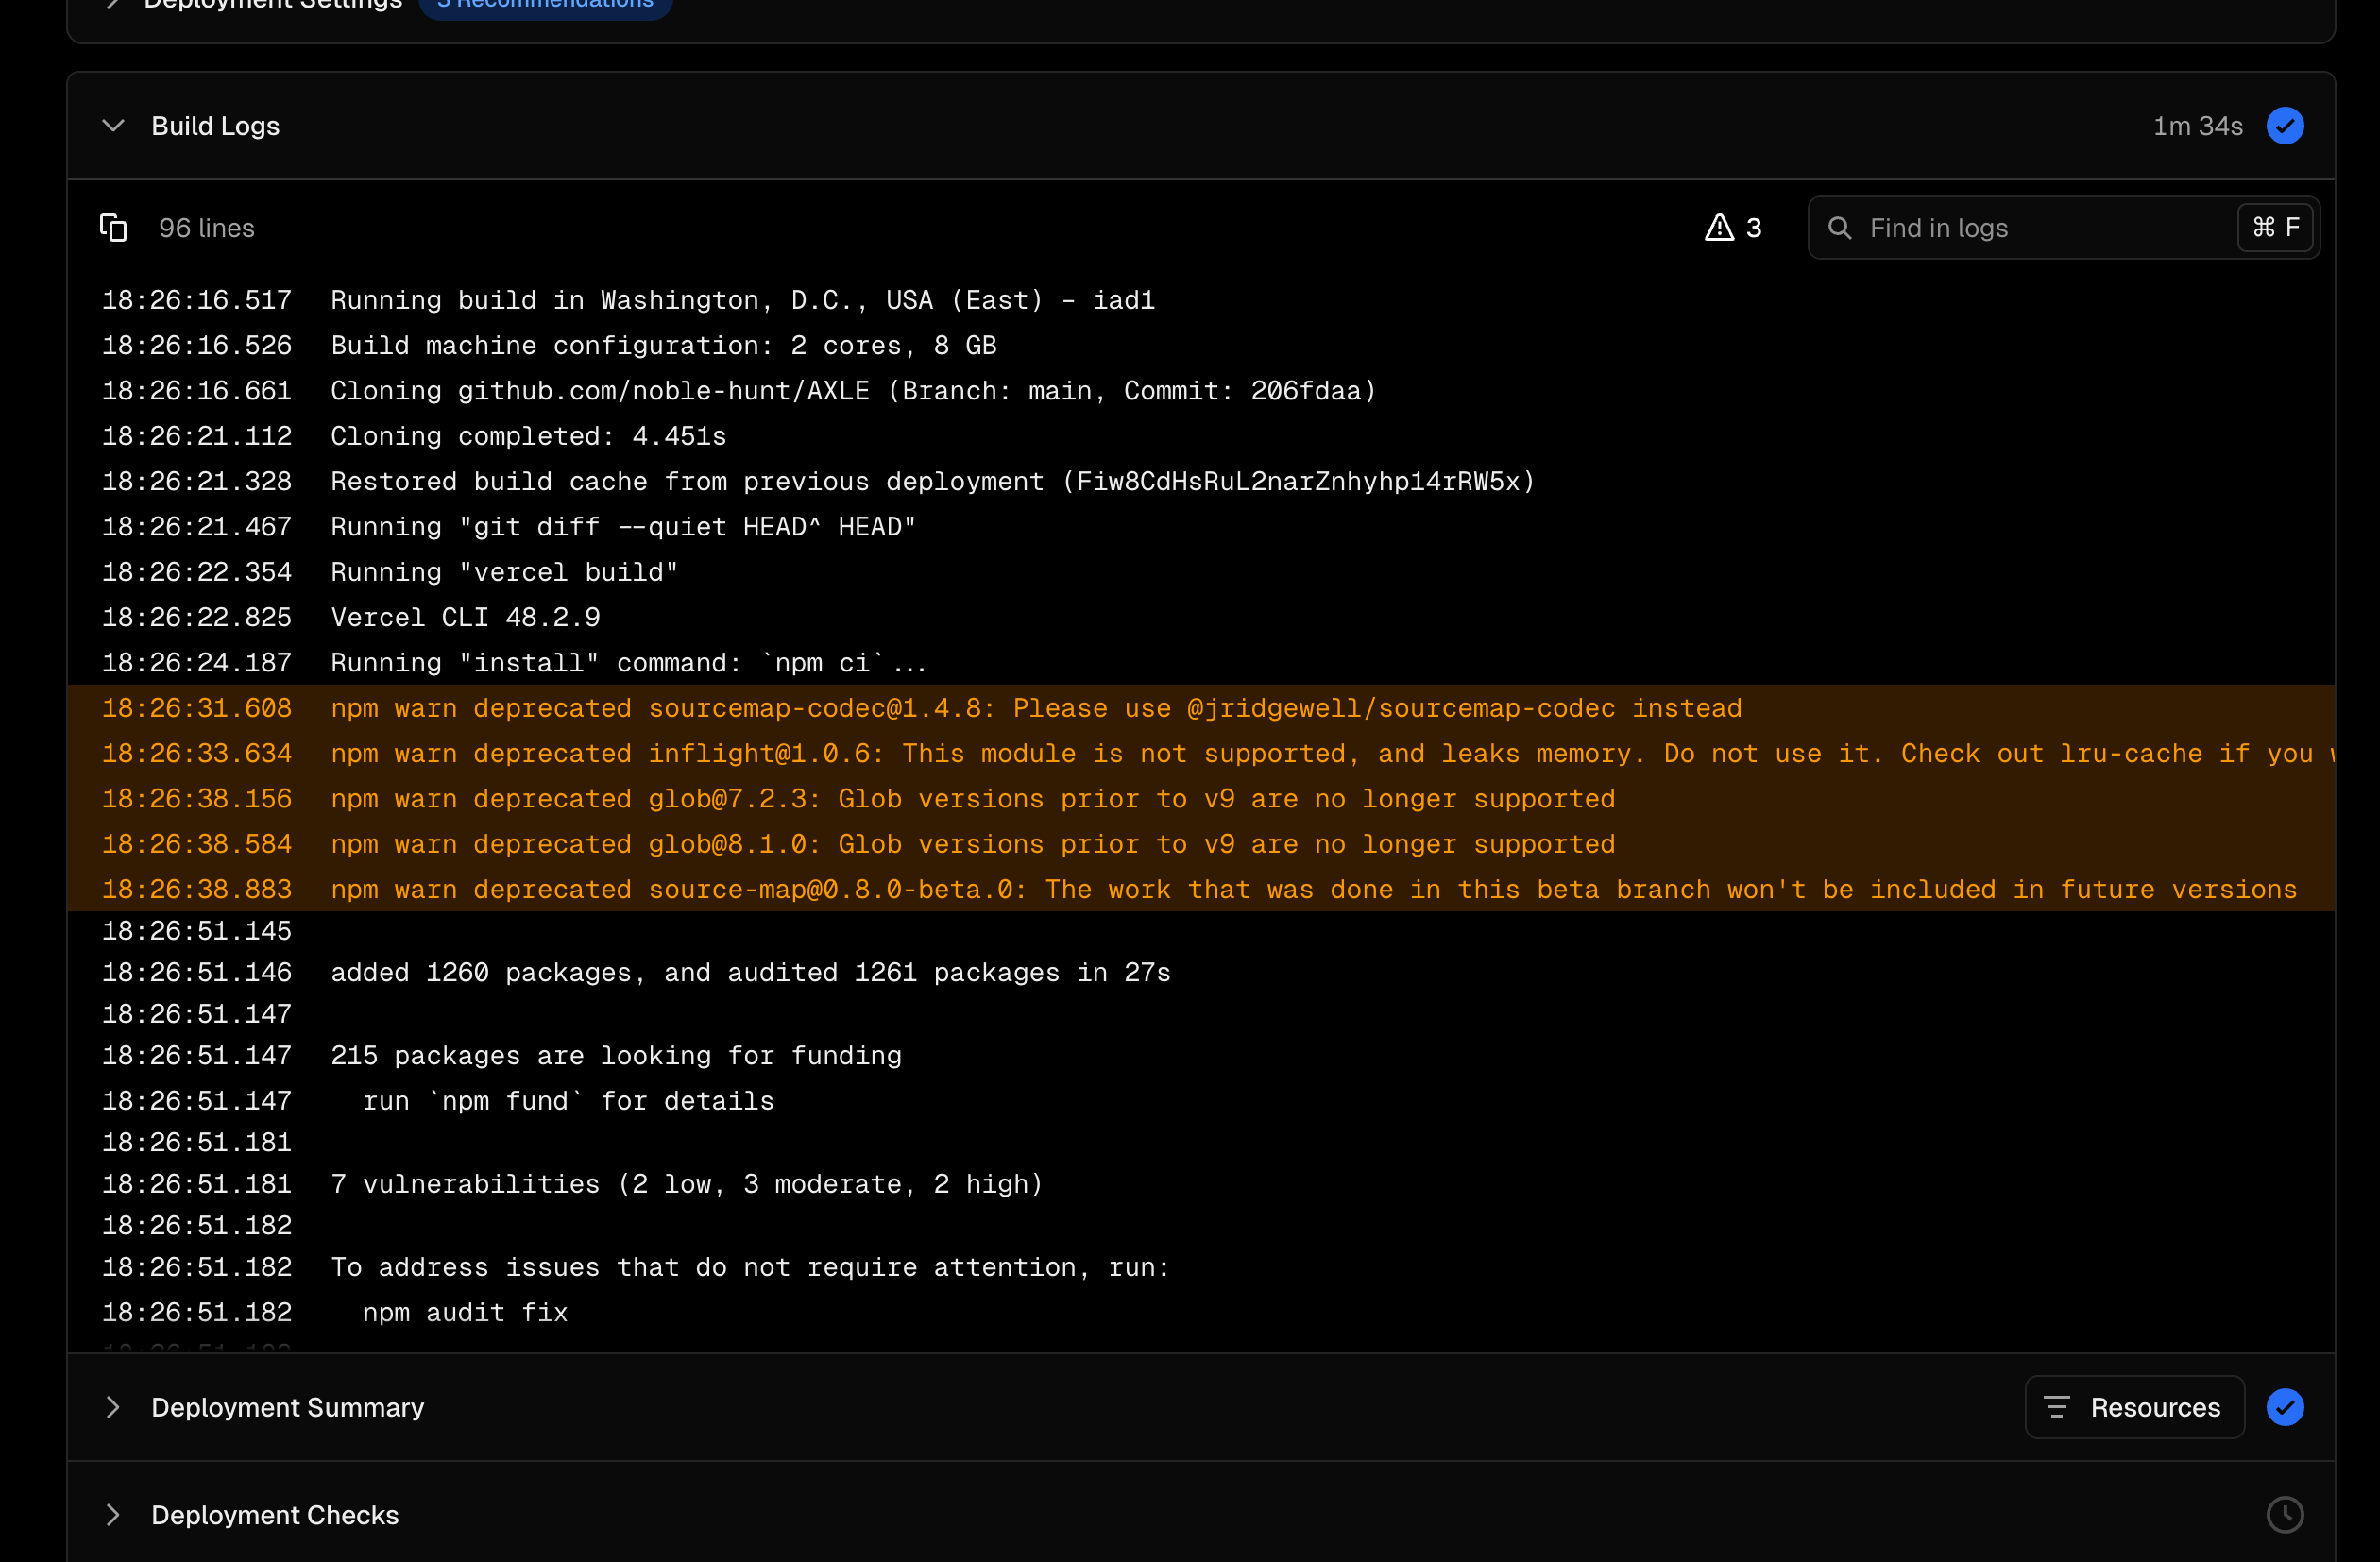 Deployment Settings 3 Recommendations
Build Logs 1m 34s
96 lines 3 Find in logs ⌘ F
18:26:16.517 Running build in Washington, D.C., USA (East) – iad1
18:26:16.526 Build machine configuration: 2 cores, 8 GB
18:26:16.661 Cloning github.com/noble-hunt/AXLE (Branch: main, Commit: 206fdaa)
18:26:21.112 Cloning completed: 4.451s
18:26:21.328 Restored build cache from previous deployment (Fiw8CdHsRuL2narZnhyhp14rRW5x)
18:26:21.467 Running "git diff --quiet HEAD^ HEAD"
18:26:22.354 Running "vercel build"
18:26:22.825 Vercel CLI 48.2.9
18:26:24.187 Running "install" command: `npm ci`...
18:26:31.608 npm warn deprecated sourcemap-codec@1.4.8: Please use @jridgewell/sourcemap-codec instead
18:26:33.634 npm warn deprecated inflight@1.0.6: This module is not supported, and leaks memory. Do not use it. Check out lru-cache if you
18:26:38.156 npm warn deprecated glob@7.2.3: Glob versions prior to v9 are no longer supported
18:26:38.584 npm warn deprecated glob@8.1.0: Glob versions prior to v9 are no longer supported
18:26:38.883 npm warn deprecated source-map@0.8.0-beta.0: The work that was done in this beta branch won't be included in future versions
18:26:51.145
18:26:51.146 added 1260 packages, and audited 1261 packages in 27s
18:26:51.147
18:26:51.147 215 packages are looking for funding
18:26:51.147 run `npm fund` for details
18:26:51.181
18:26:51.181 7 vulnerabilities (2 low, 3 moderate, 2 high)
18:26:51.182
18:26:51.182 To address issues that do not require attention, run:
18:26:51.182 npm audit fix
Deployment Summary Resources
Deployment Checks